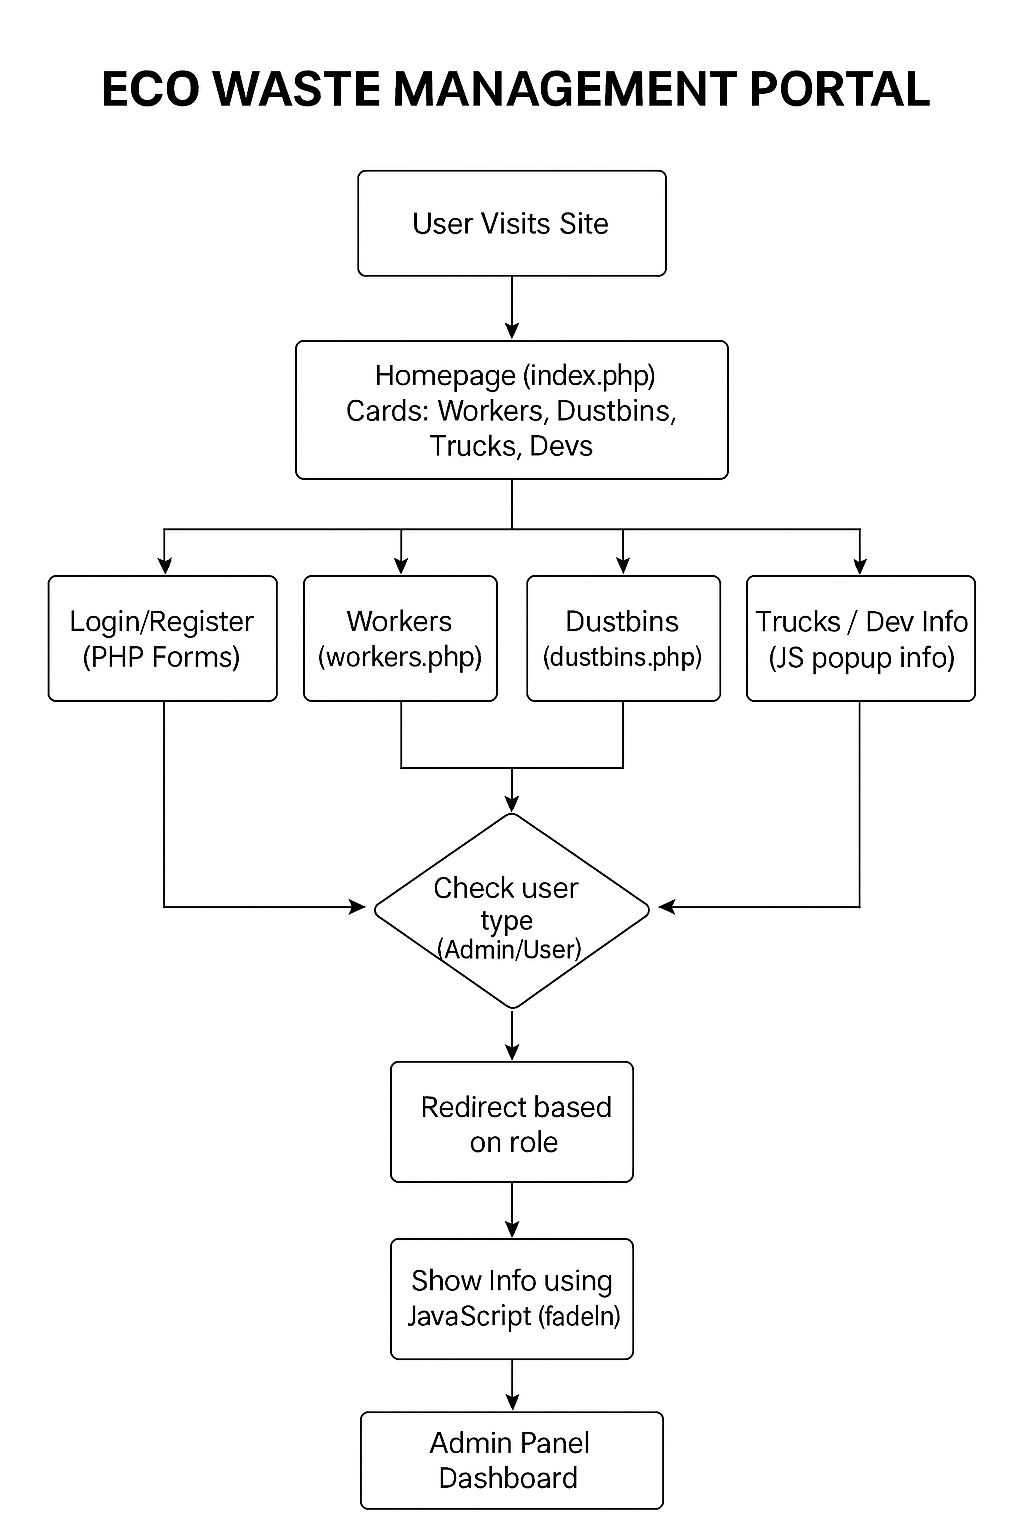 ECO WASTE MANAGEMENT PORTAL
User Visits Site
Homepage (index.php)
Cards: Workers, Dustbins,
Trucks, Devs
Login/Register
(PHP Forms)
Workers
(workers.php)
Dustbins
(dustbins.php)
Trucks / Dev Info
(JS popup info)
Check user
type
(Admin/User)
Redirect based
on role
Show Info using
JavaScript (fadeIn)
Admin Panel
Dashboard